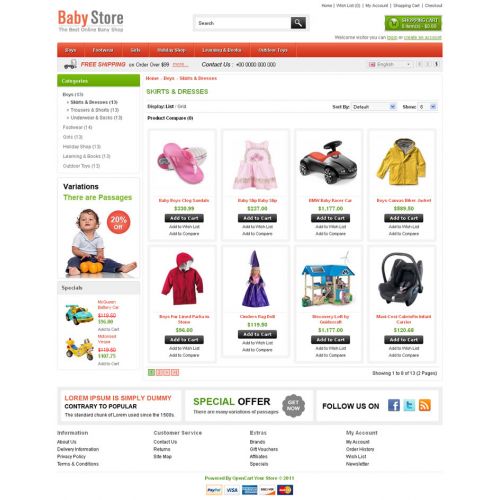 Baby Store
The Best Online Bany Shop
Home | Wish List (0) | My Account | Shopping Cart | Checkout
Search
SHOPPING CART
0 Items - $0.00
Welcome visitor you can login or create an account.
Boys Footwear Girls Holiday Shop Learning & Books Outdoor Toys
FREE SHIPPING on Order Over $99 more... Contact Us : +00 0000 000 000 English
Categories
Boys (13)
Skirts & Dresses (13)
Trousers & Shorts (13)
Underwear & Socks (13)
Footwear (14)
Girls (13)
Holiday Shop (13)
Learning & Books (13)
Outdoor Toys (13)
Variations
There are Passages
20%
Off
Specials
McQueen
Battery Car
$119.50
$96.00
Add to Cart
Motorised
Vespa
$119.50
$107.75
Add to Cart
Home » Boys » Skirts & Dresses
SKIRTS & DRESSES
Display: List / Grid
Sort By: Default
Show: 8
Product Compare (0)
Baby Boys Clog Sandals
$330.99
Add to Cart
Add to Wish List
Add to Compare
Baby Slip Baby Slip
$237.00
Add to Cart
Add to Wish List
Add to Compare
BMW Baby Racer Car
$1,177.00
Add to Cart
Add to Wish List
Add to Compare
Boys Canvas Biker Jacket
$589.50
Add to Cart
Add to Wish List
Add to Compare
Boys Fur Lined Parka in
Stone
$96.00
Add to Cart
Add to Wish List
Add to Compare
Cinders Rag Doll
$119.50
Add to Cart
Add to Wish List
Add to Compare
Discovery Loft by
Guidecraft
$1,177.00
Add to Cart
Add to Wish List
Add to Compare
Maxi-Cosi Cabriofix Infant
Carrier
$120.68
Add to Cart
Add to Wish List
Add to Compare
1 2 > >|
Showing 1 to 8 of 13 (2 Pages)
LOREM IPSUM IS SIMPLY DUMMY
CONTRARY TO POPULAR
The standard chunk of Lorem used since the 1500s
SPECIAL OFFER
There are many variations of passages
GET
NOW
FOLLOW US ON
Information
About Us
Delivery Information
Privacy Policy
Terms & Conditions
Customer Service
Contact Us
Returns
Site Map
Extras
Brands
Gift Vouchers
Affiliates
Specials
My Account
My Account
Order History
Wish List
Newsletter
Powered By OpenCart Your Store © 2013
PayPal VISA